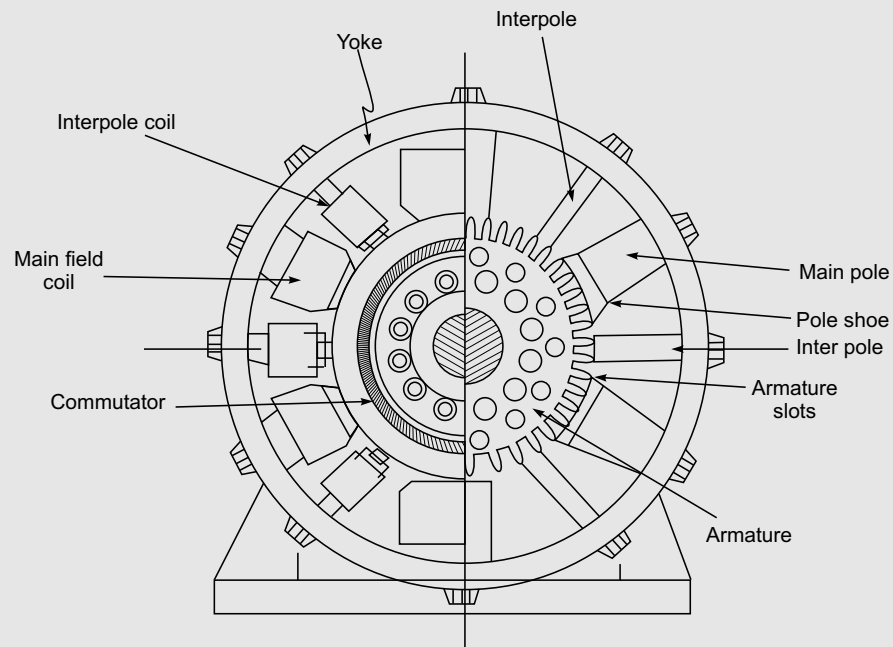 Interpole
Yoke
Interpole coil
Main field
coil
Commutator
Main pole
Pole shoe
Inter pole
Armature
slots
Armature